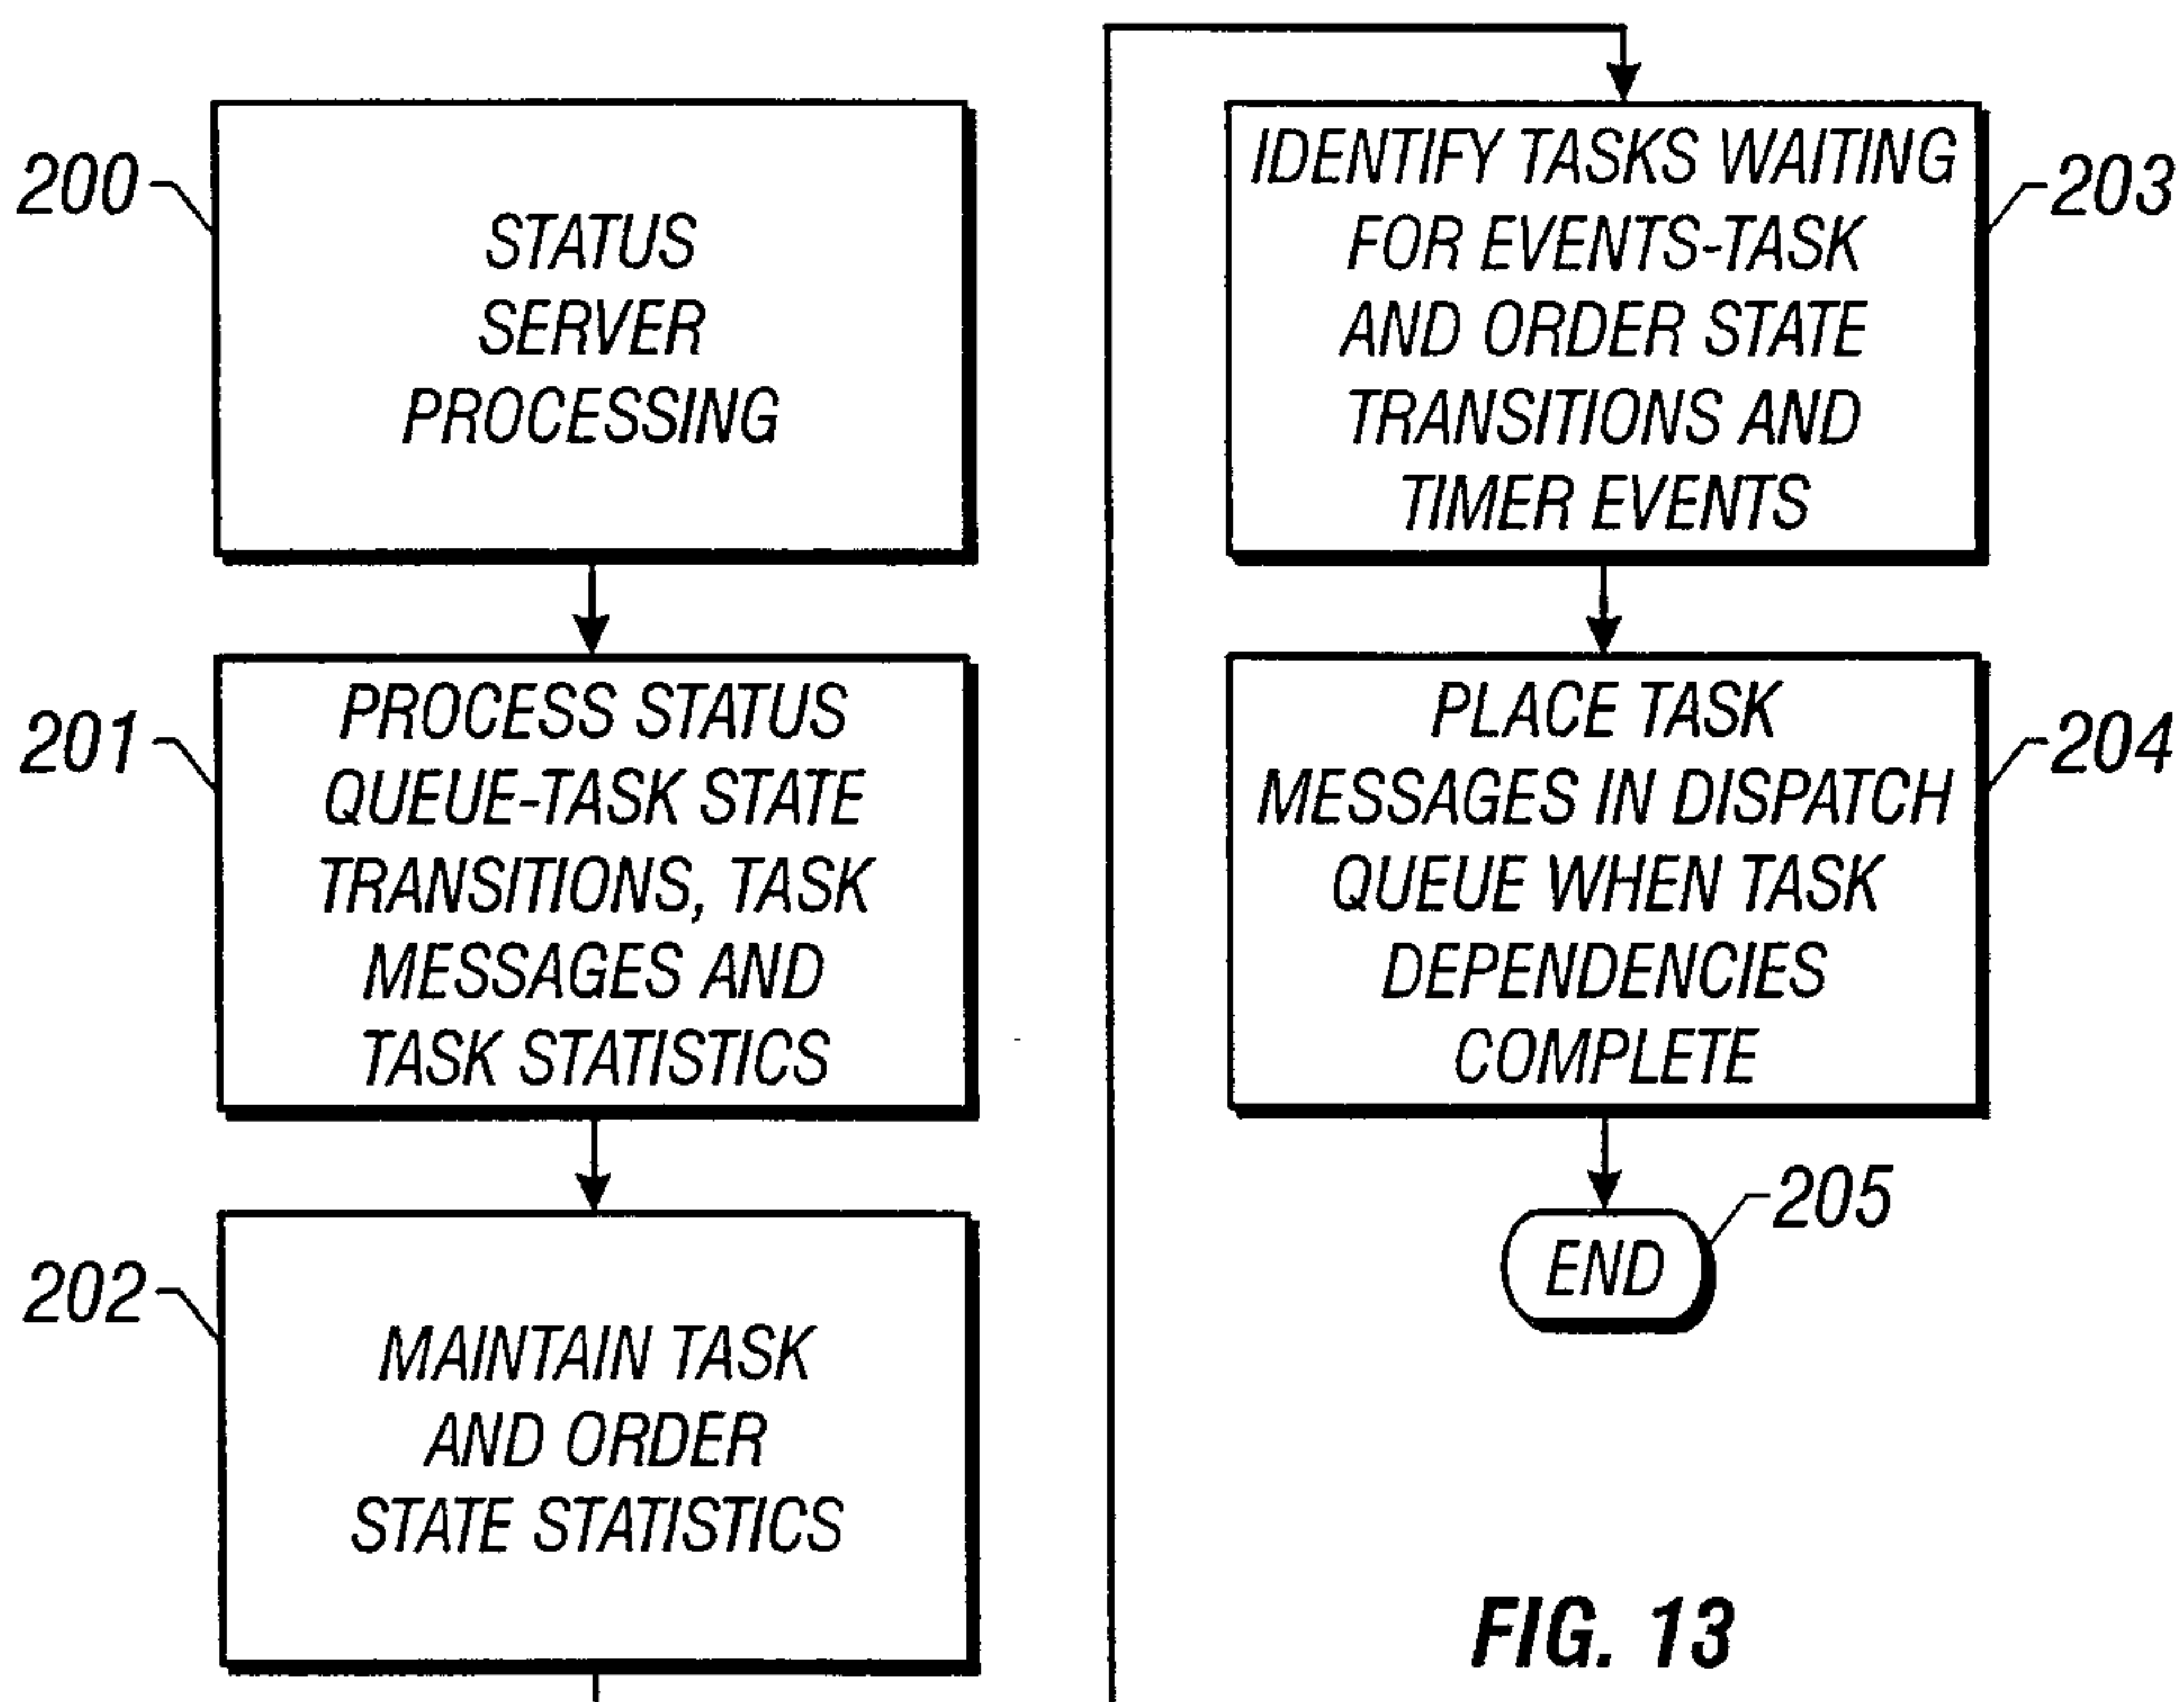 200
STATUS
SERVER
PROCESSING
201
PROCESS STATUS
QUEUE-TASK STATE
TRANSITIONS, TASK
MESSAGES AND
TASK STATISTICS
202
MAINTAIN TASK
AND ORDER
STATE STATISTICS
203
IDENTIFY TASKS WAITING
FOR EVENTS-TASK
AND ORDER STATE
TRANSITIONS AND
TIMER EVENTS
204
PLACE TASK
MESSAGES IN DISPATCH
QUEUE WHEN TASK
DEPENDENCIES
COMPLETE
205
END
FIG. 13